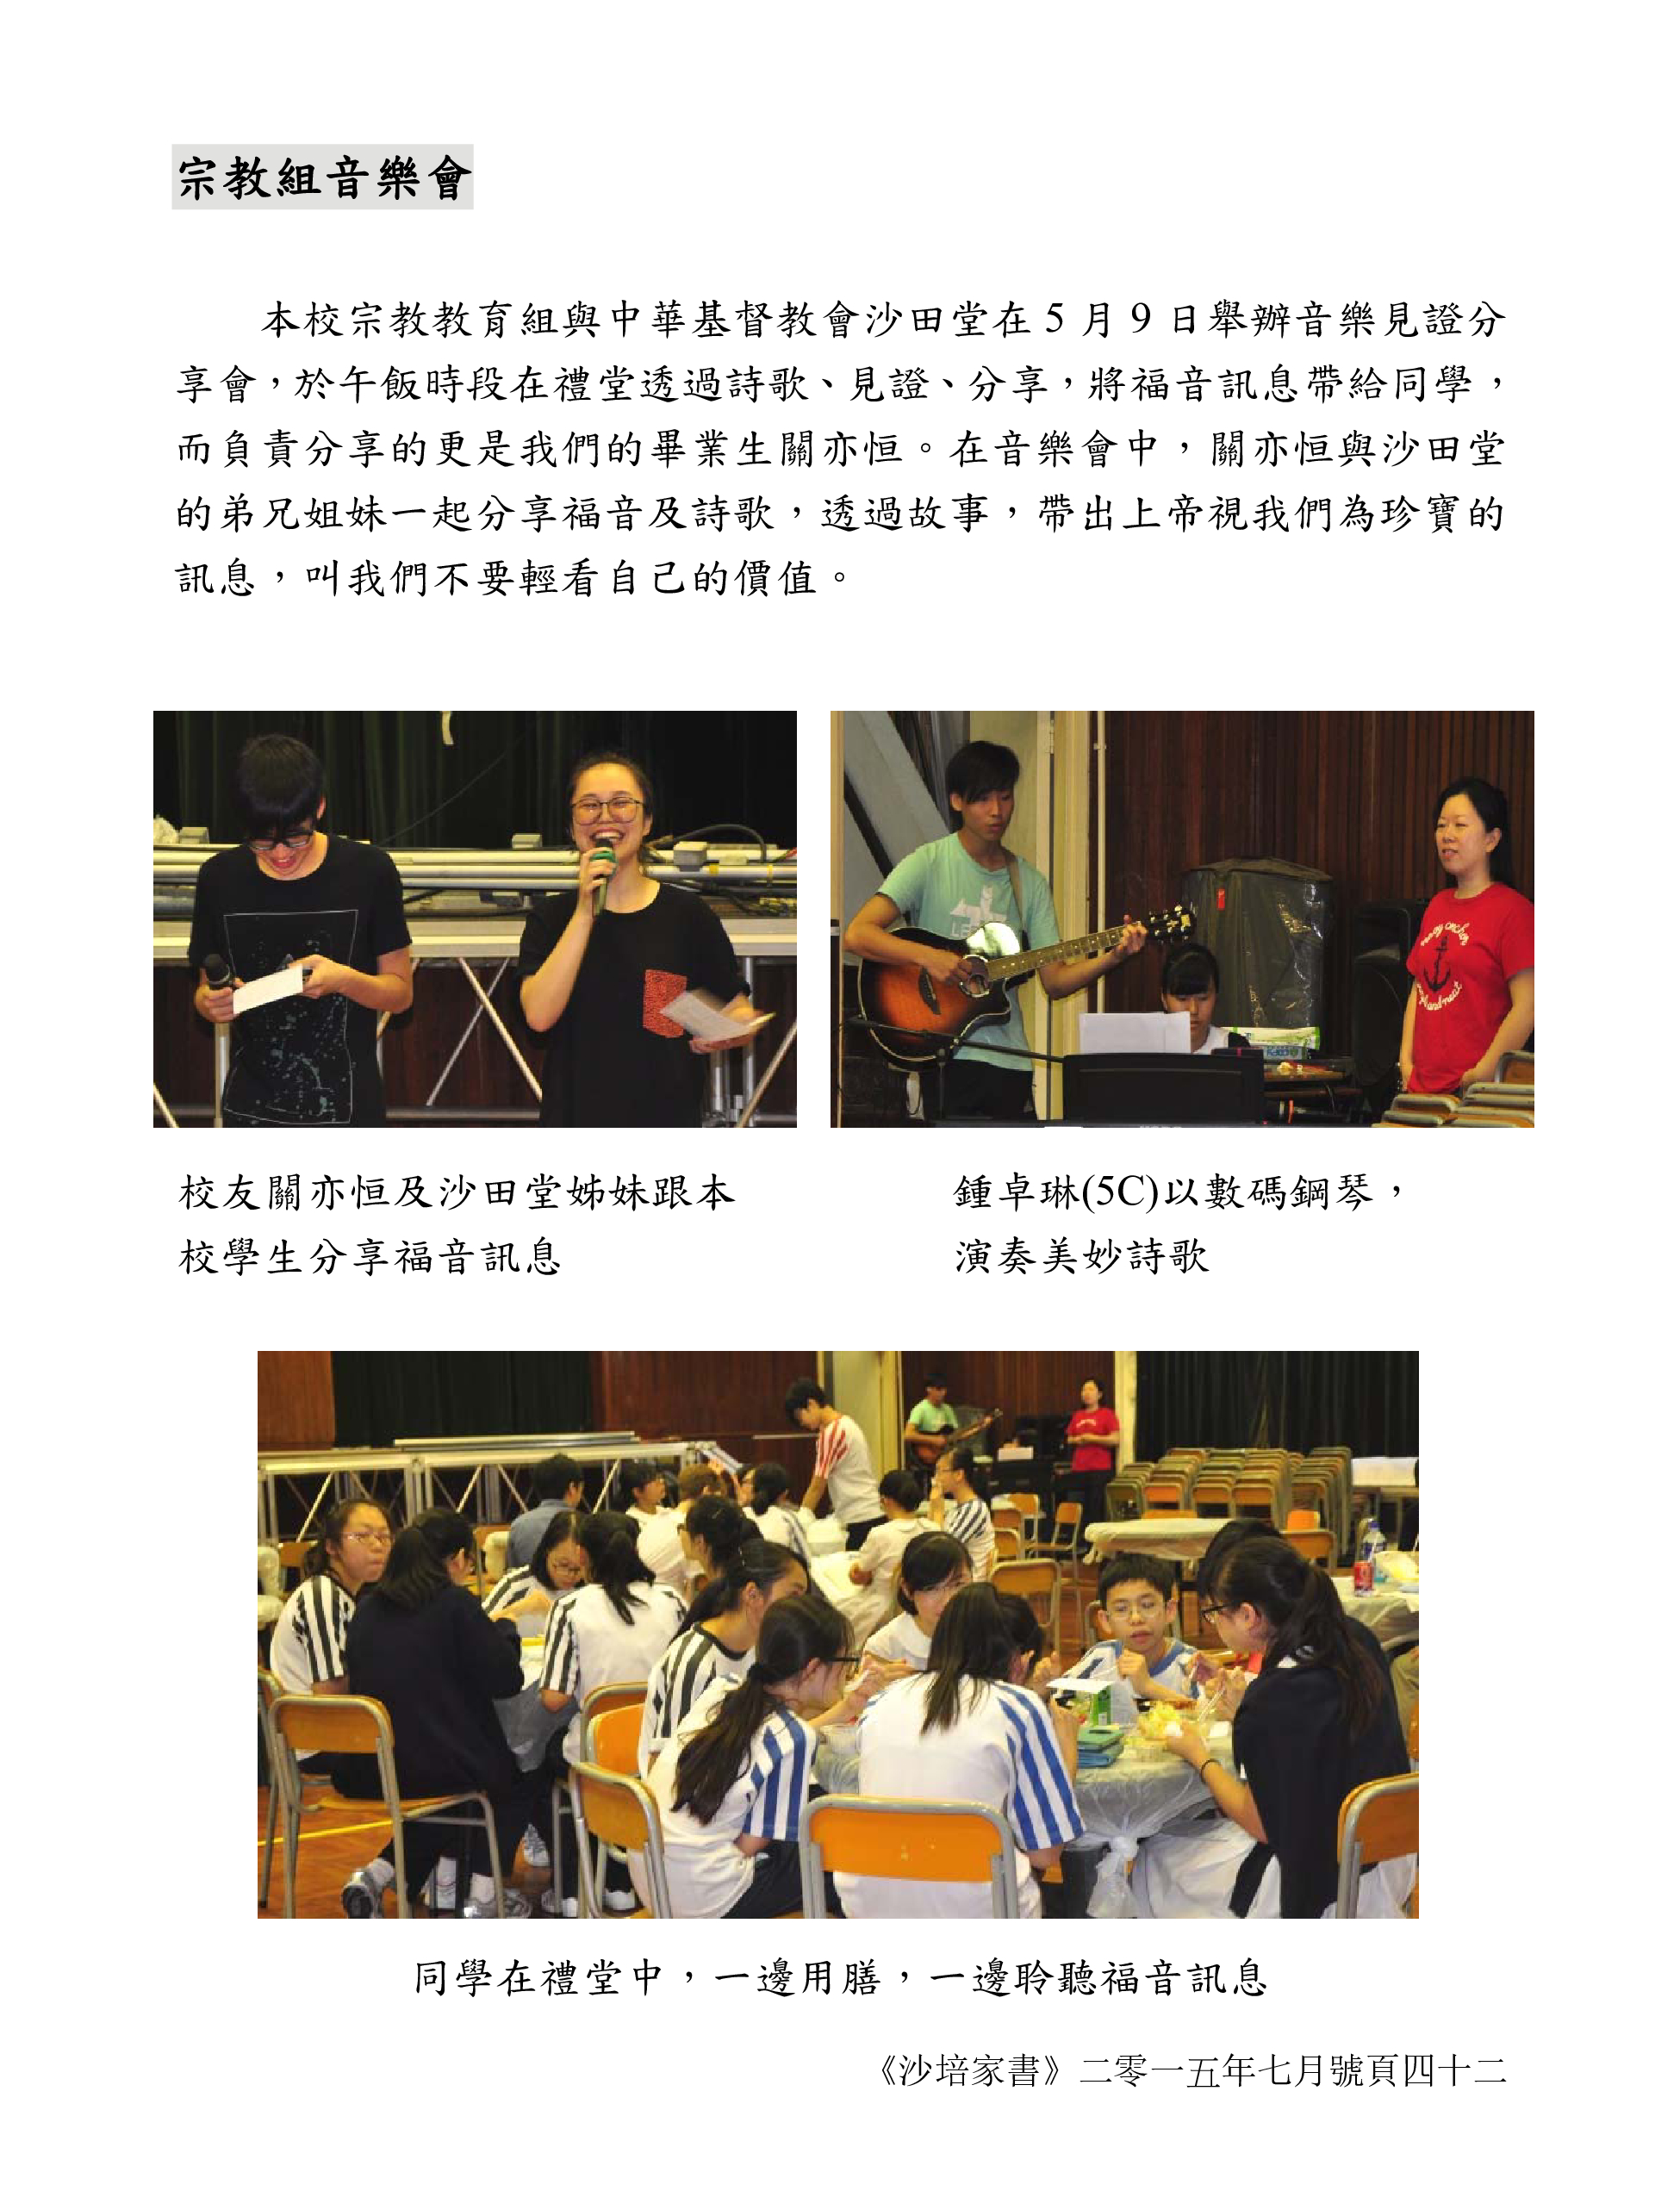 宗教組音樂會
本校宗教教育組與中華基督教會沙田堂在 5 月 9 日舉辦音樂見證分
享會，於午飯時段在禮堂透過詩歌、見證、分享，將福音訊息帶給同學，
而負責分享的更是我們的畢業生關亦恒。在音樂會中，關亦恒與沙田堂
的弟兄姐妹一起分享福音及詩歌，透過故事，帶出上帝視我們為珍寶的
訊息，叫我們不要輕看自己的價值。
校友關亦恒及沙田堂姊妹跟本
校學生分享福音訊息
鍾卓琳(5C)以數碼鋼琴，
演奏美妙詩歌
同學在禮堂中，一邊用膳，一邊聆聽福音訊息
《沙培家書》二零一五年七月號頁四十二